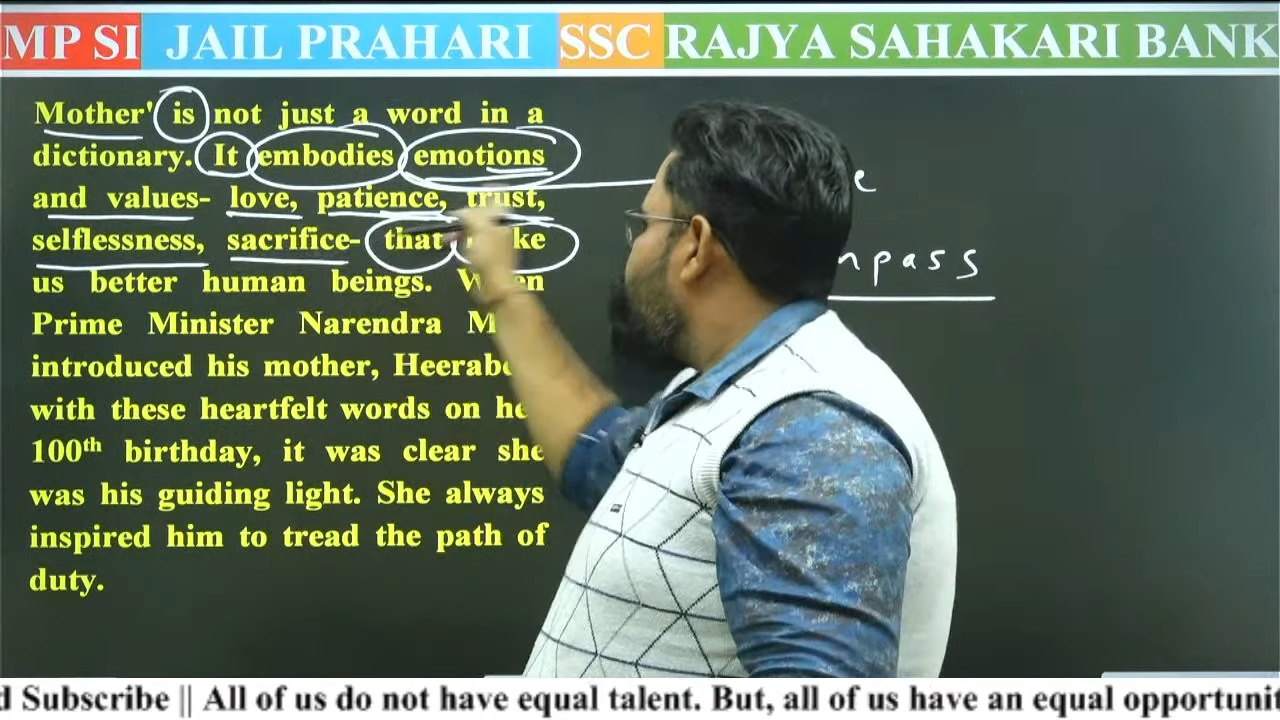 MP SI JAIL PRAHARI SSC RAJYA SAHAKARI BANK
Mother' is not just a word in a
dictionary. It embodies emotions
and values- love, patience, trust,
selflessness, sacrifice- that
us better human beings.
Prime Minister Narendra
introduced his mother,
with these heartfelt words on
100th birthday, it was clear she
was his guiding light. She always
inspired him to tread the path of
duty.
Subscribe || All of us do not have equal talent. But, all of us have an equal